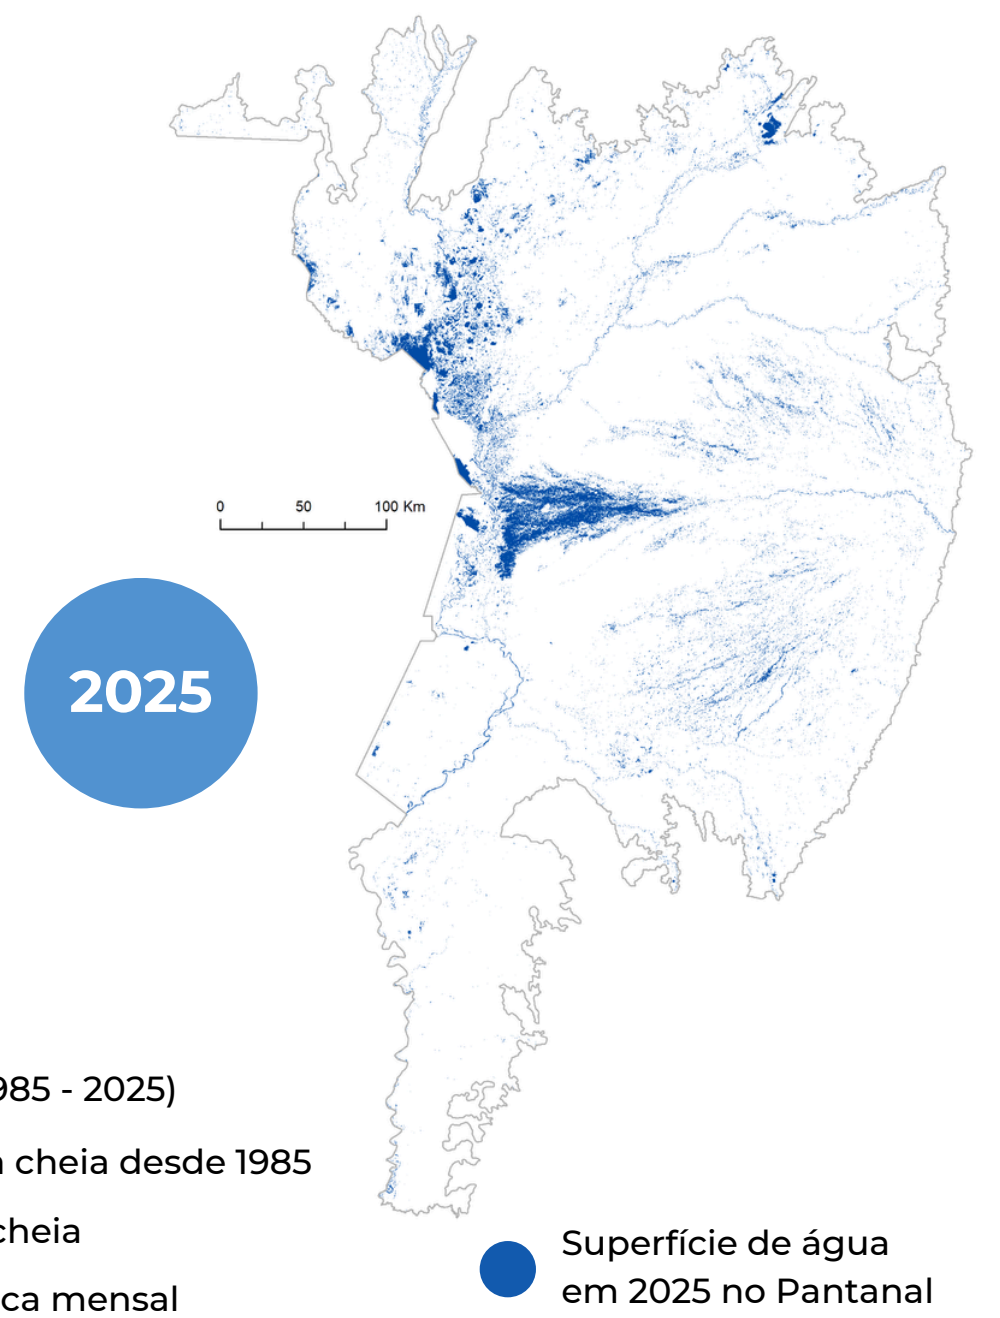 0 50 100 Km
2025
985 - 2025)
cheia desde 1985
cheia
ca mensal
Superfície de água
em 2025 no Pantanal